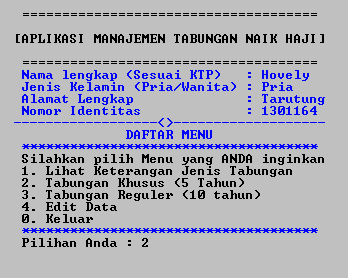 ==================================
[APLIKASI MANAJEMEN TABUNGAN NAIK HAJI]
==================================
Nama lengkap (Sesuai KTP) : Hovely
Jenis Kelamin (Pria/Wanita) : Pria
Alamat Lengkap : Tarutung
Nomor Identitas : 1301164
-----------------<>-----------------
DAFTAR MENU
**********************************
Silahkan pilih Menu yang ANDA inginkan
1. Lihat Keterangan Jenis Tabungan
2. Tabungan Khusus (5 Tahun)
3. Tabungan Reguler (10 tahun)
4. Edit Data
0. Keluar
**********************************
Pilihan Anda : 2